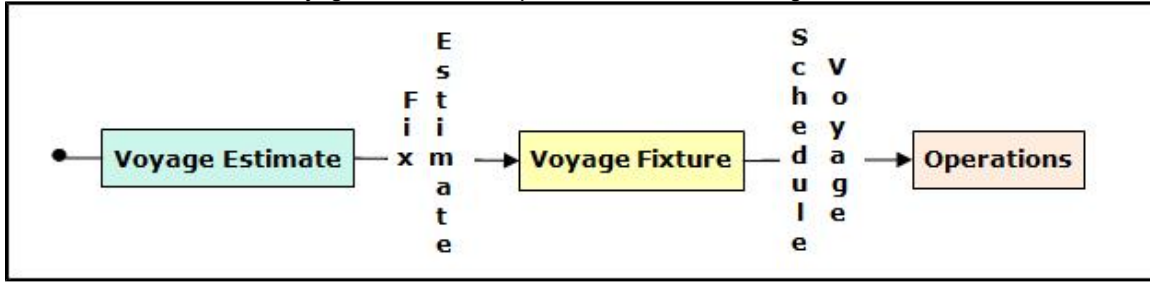 Voyage Estimate
Fix
Estimate
Voyage Fixture
Schedule
Voyage
Operations